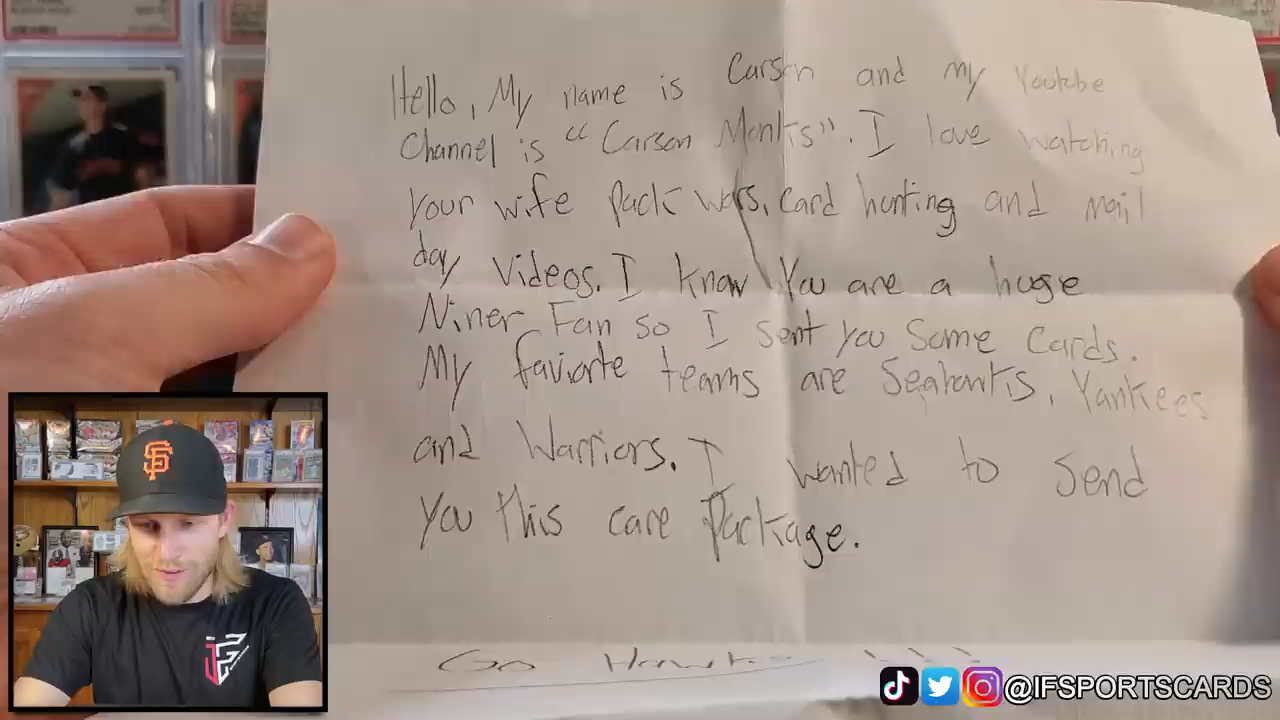 Hello, My name is Carson and my Youtube
Channel is "Carson Monks". I love watching
your wife pack wars, card hunting and mail
day videos. I know You are a huge
Niner Fan so I sent you some Cards.
My faviorte teams are Seahawks, Yankees
and Warriors. I wanted to send
you this care package.
Go Hawks !!!
SF
@IFSPORTSCARDS